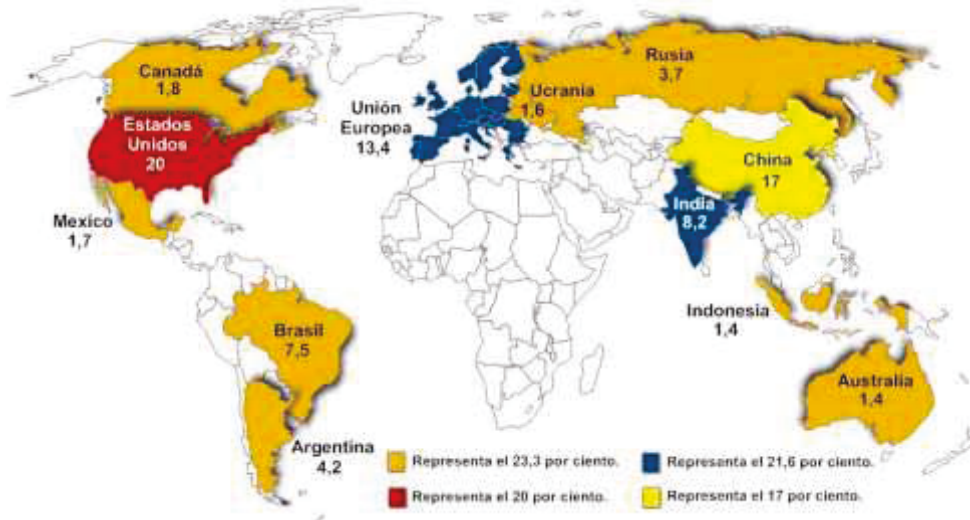 Canadá
1,8
Estados
Unidos
20
Mexico
1,7
Brasil
7,5
Argentina
4,2
Unión
Europea
13,4
Ucrania
1,6
Rusia
3,7
China
17
India
8,2
Indonesia
1,4
Australia
1,4
Representa el 23,3 por ciento.
Representa el 21,6 por ciento.
Representa el 20 por ciento.
Representa el 17 por ciento.